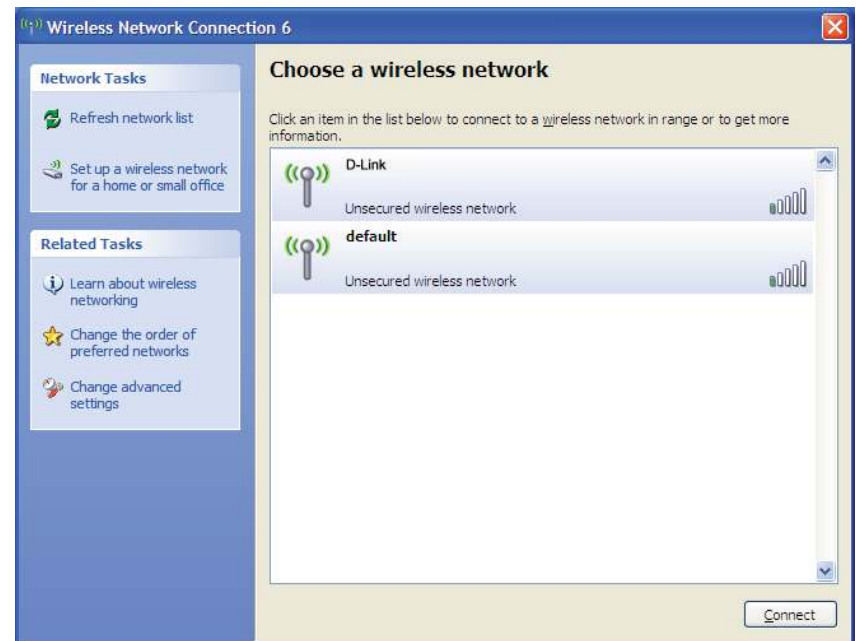 Wireless Network Connection 6
Network Tasks
Refresh network list
Set up a wireless network
for a home or small office
Related Tasks
Learn about wireless
networking
Change the order of
preferred networks
Change advanced
settings
Choose a wireless network
Click an item in the list below to connect to a wireless network in range or to get more
information.
D-Link
Unsecured wireless network
default
Unsecured wireless network
Connect